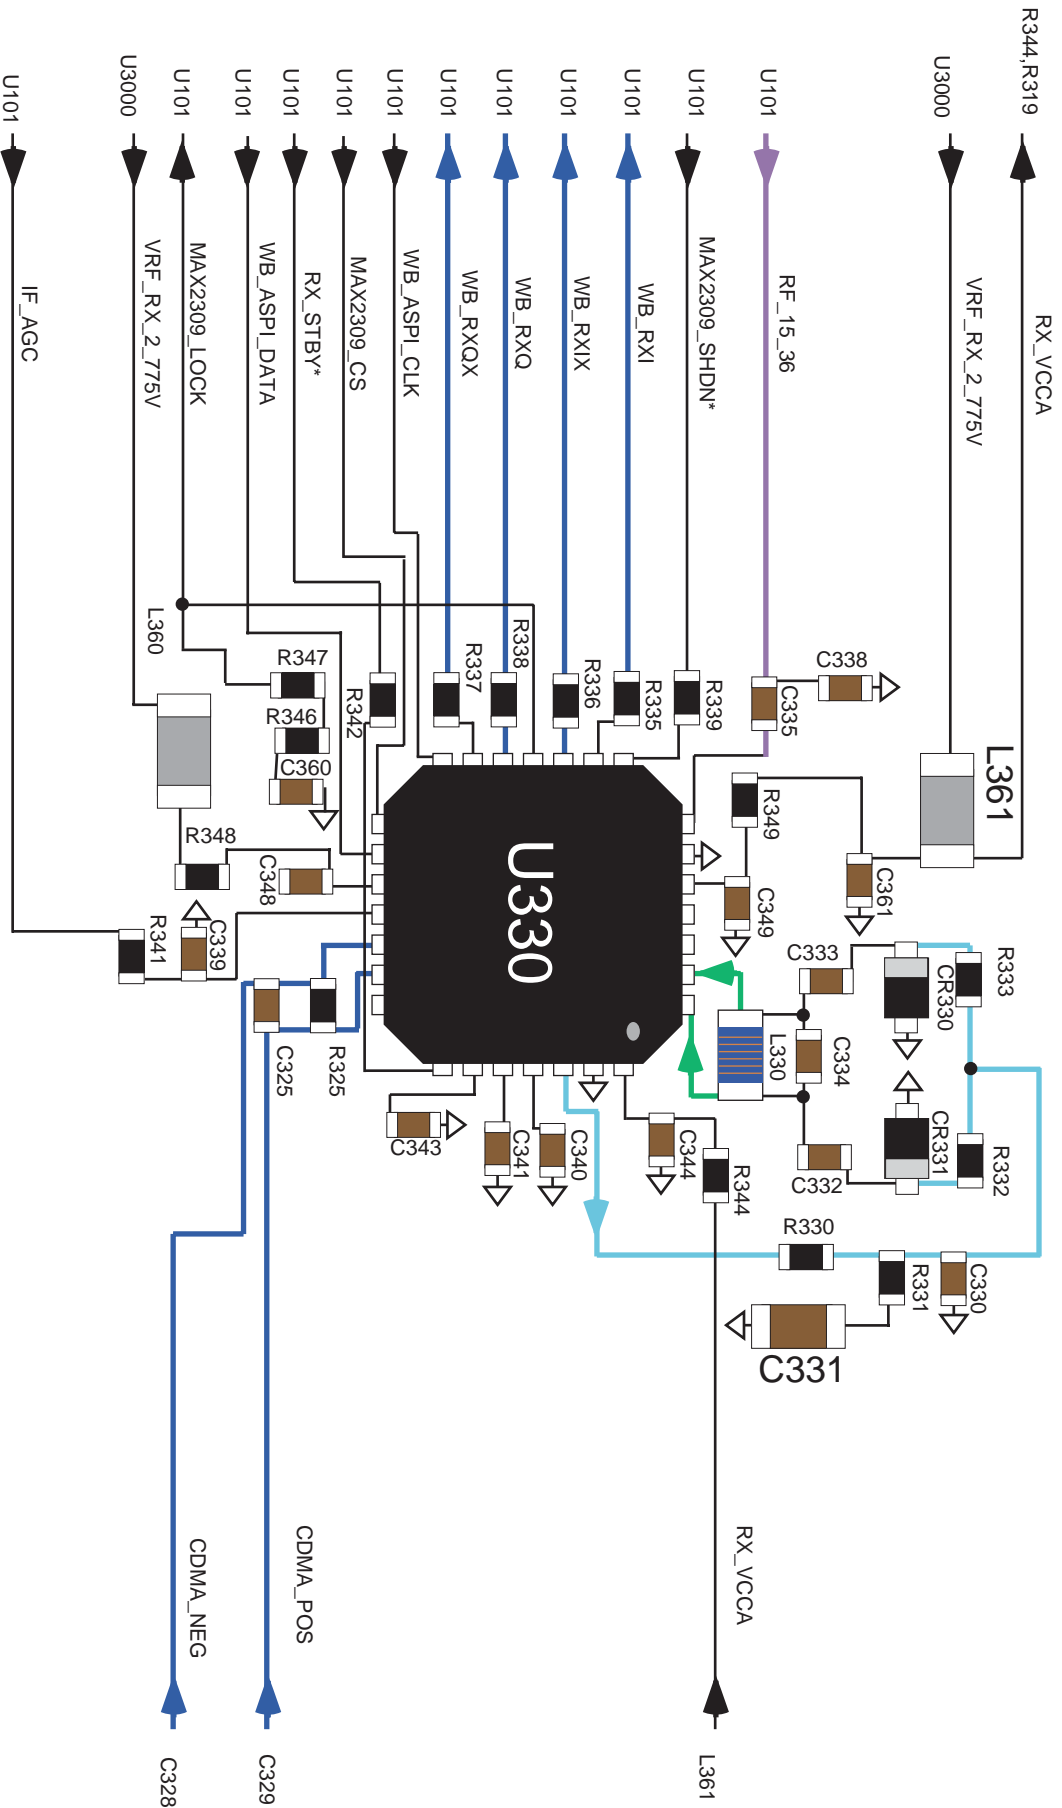 R344,R319
RX_VCCA
U3000
VRF_RX_2_775V
U101
RF_15_36
U101
MAX2309_SHDN*
U101
WB_RXI
U101
WB_RXIX
U101
WB_RXQ
U101
WB_RXQX
U101
WB_ASPI_CLK
U101
MAX2309_CS
U101
RX_STBY*
U101
WB_ASPI_DATA
U101
MAX2309_LOCK
U3000
VRF_RX_2_775V
U101
IF_AGC
L360
R347
R346
C360
R342
R337
R338
R336
R335
R339
C335
C338
L361
R349
C361
C349
R348
C348
R341
C339
U330
C325
R325
C333
C334
L330
C332
CR330
CR331
R333
R332
C343
C341
C340
C344
R344
R330
R331
C330
C331
RX_VCCA
L361
CDMA_POS
C329
CDMA_NEG
C328